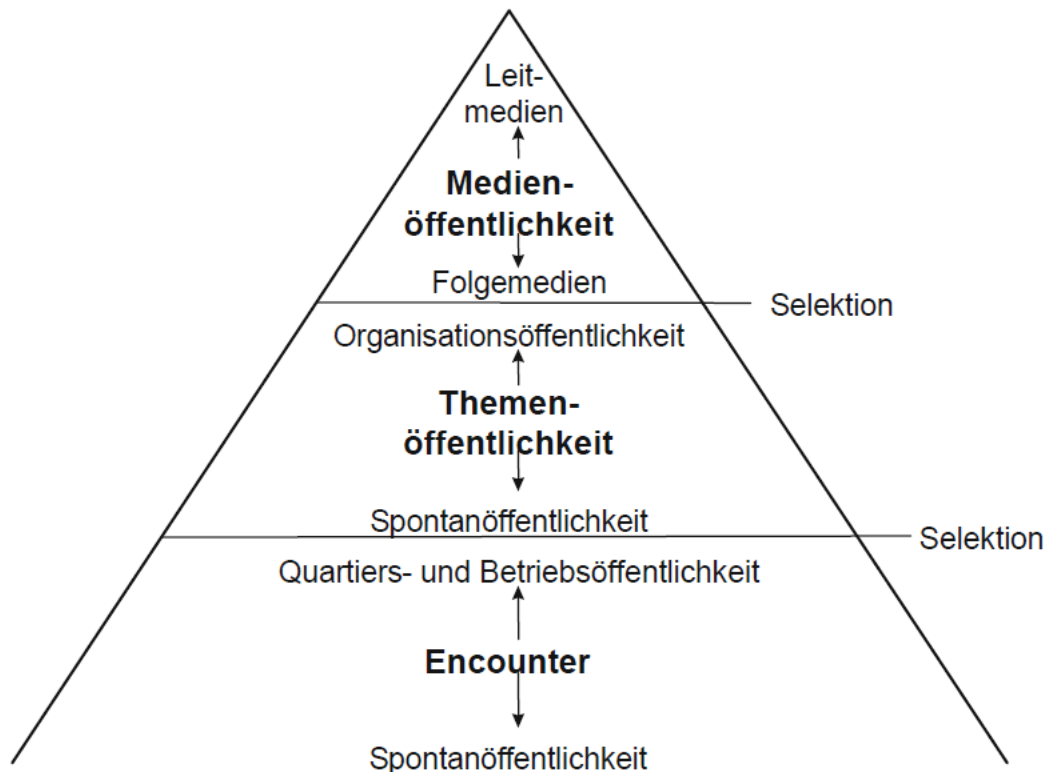 Leit-
medien
Medien-
öffentlichkeit
Folgemedien
Selektion
Organisationsöffentlichkeit
Themen-
öffentlichkeit
Spontanöffentlichkeit
Selektion
Quartiers- und Betriebsöffentlichkeit
Encounter
Spontanöffentlichkeit